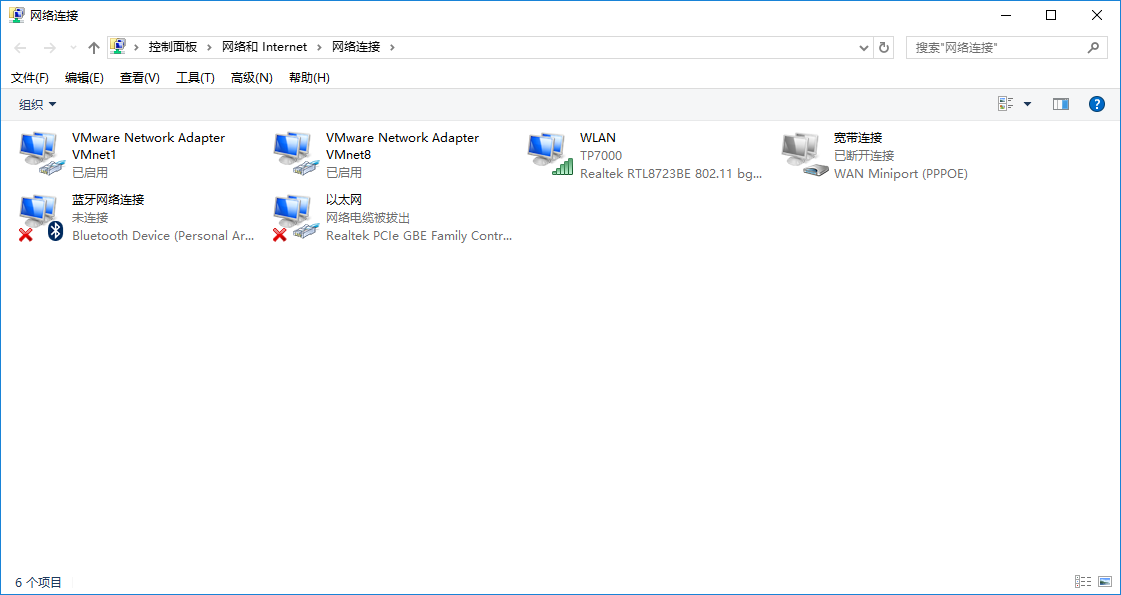 网络连接
控制面板 网络和 Internet 网络连接
搜索"网络连接"
文件(F) 编辑(E) 查看(V) 工具(T) 高级(N) 帮助(H)
组织
VMware Network Adapter
VMnet1
已启用
VMware Network Adapter
VMnet8
已启用
WLAN
TP7000
Realtek RTL8723BE 802.11 bg...
宽带连接
已断开连接
WAN Miniport (PPPOE)
蓝牙网络连接
未连接
Bluetooth Device (Personal Ar...
以太网
网络电缆被拔出
Realtek PCIe GBE Family Contr...
6 个项目